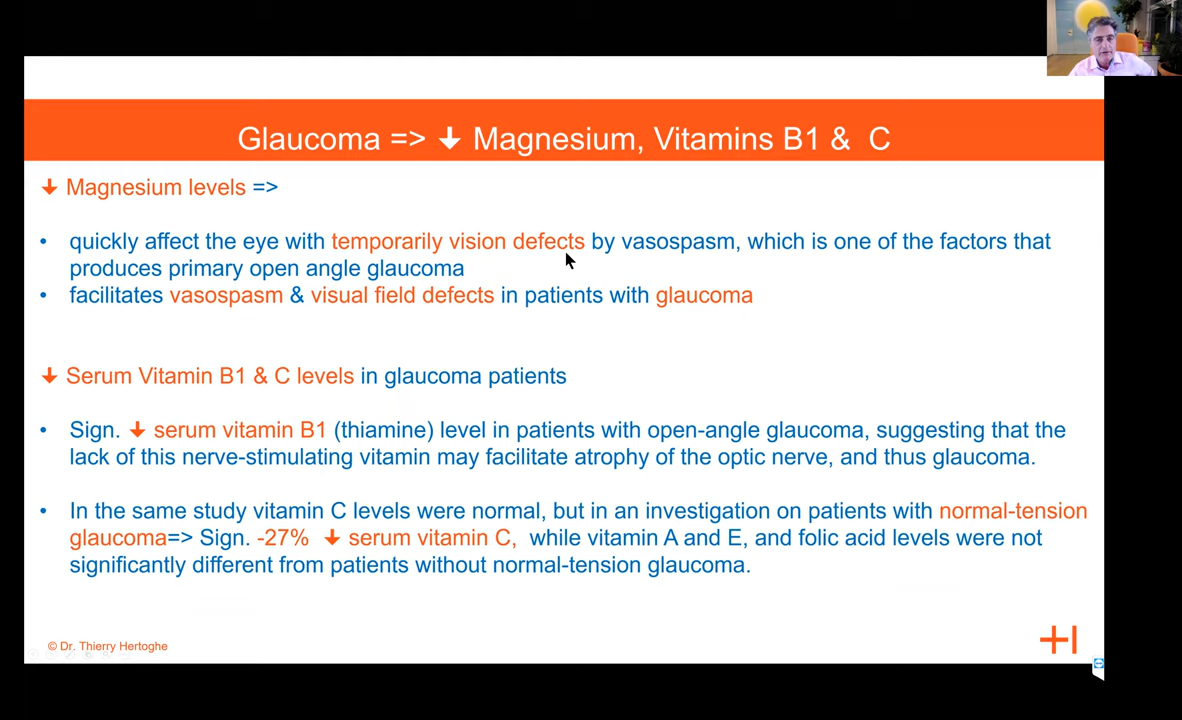 Glaucoma => ↓ Magnesium, Vitamins B1 & C
↓ Magnesium levels =>
• quickly affect the eye with temporarily vision defects by vasospasm, which is one of the factors that
produces primary open angle glaucoma
• facilitates vasospasm & visual field defects in patients with glaucoma
↓ Serum Vitamin B1 & C levels in glaucoma patients
• Sign. ↓ serum vitamin B1 (thiamine) level in patients with open-angle glaucoma, suggesting that the
lack of this nerve-stimulating vitamin may facilitate atrophy of the optic nerve, and thus glaucoma.
• In the same study vitamin C levels were normal, but in an investigation on patients with normal-tension
glaucoma=> Sign. -27% ↓ serum vitamin C, while vitamin A and E, and folic acid levels were not
significantly different from patients without normal-tension glaucoma.
© Dr. Thierry Hertoghe